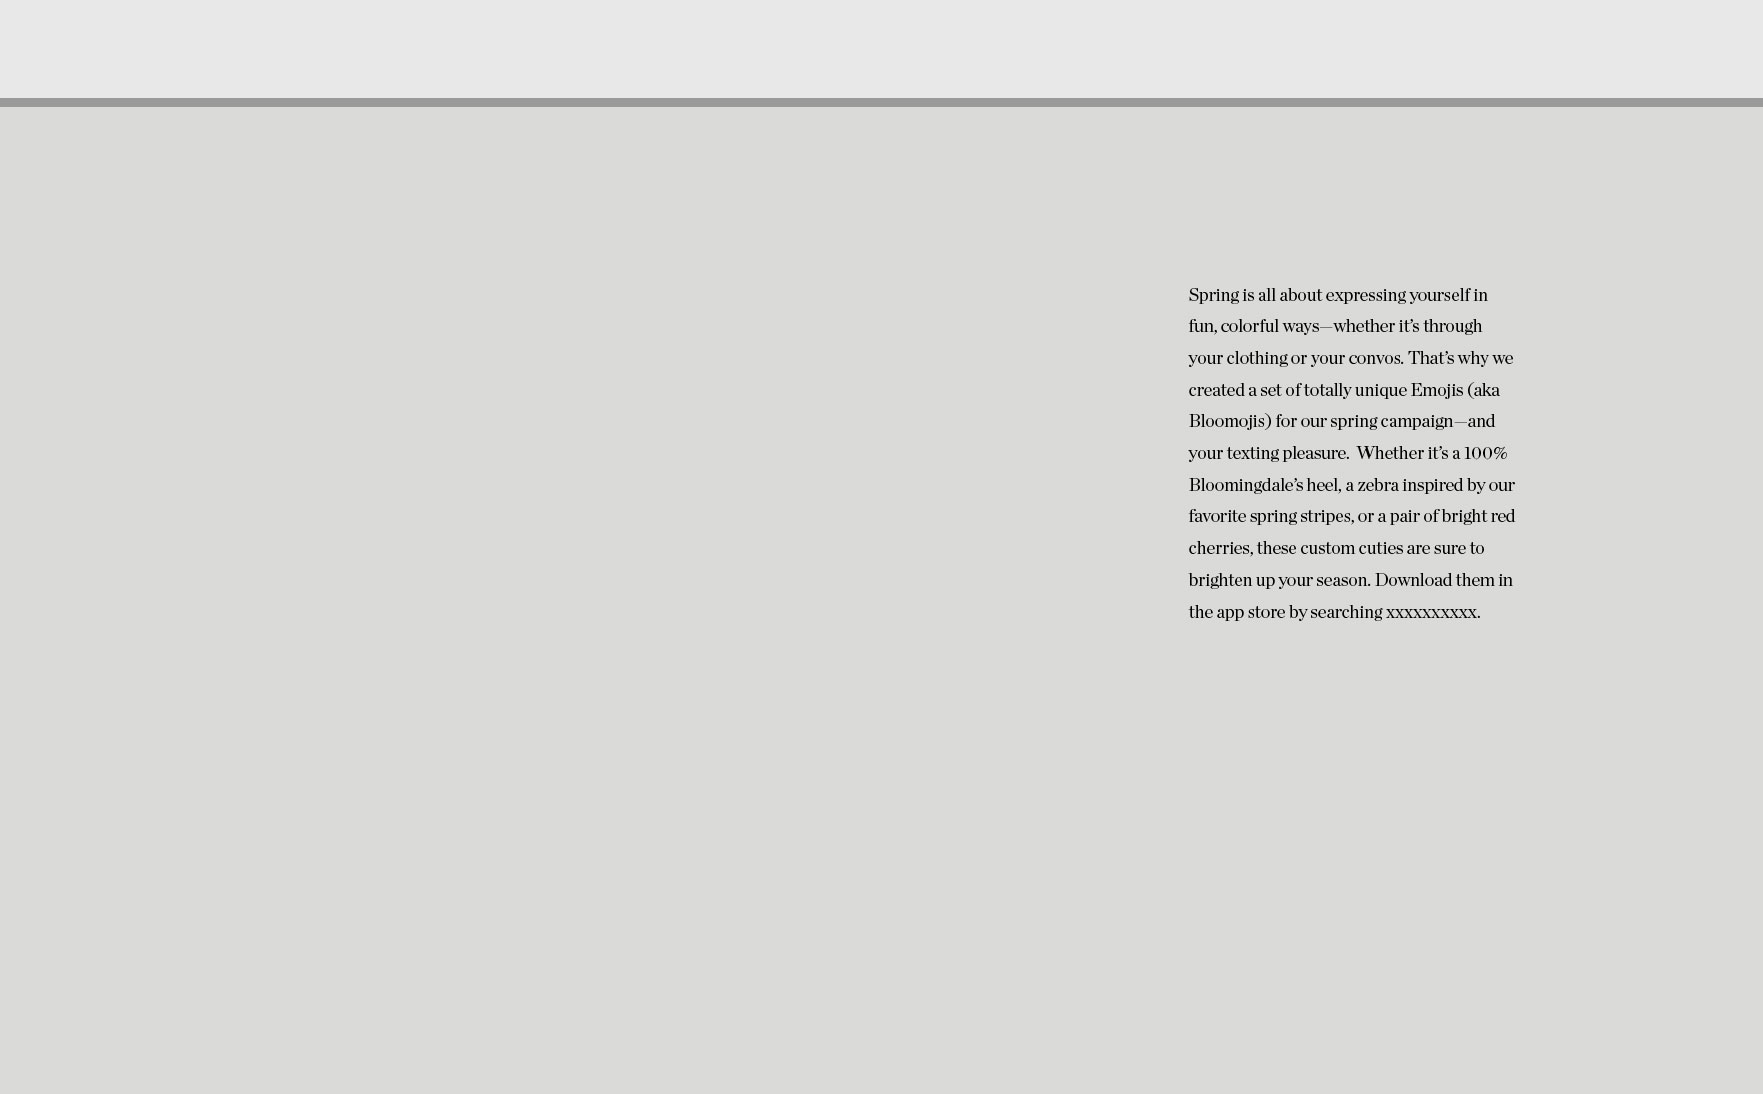 Spring is all about expressing yourself in
fun, colorful ways—whether it’s through
your clothing or your convos. That’s why we
created a set of totally unique Emojis (aka
Bloomojis) for our spring campaign—and
your texting pleasure.  Whether it’s a 100%
Bloomingdale’s heel, a zebra inspired by our
favorite spring stripes, or a pair of bright red
cherries, these custom cuties are sure to
brighten up your season. Download them in
the app store by searching xxxxxxxxxx.